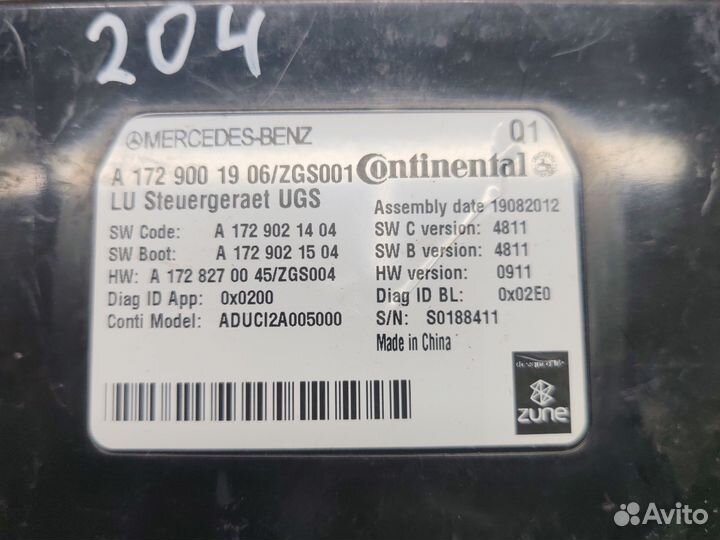 204
MERCEDES-BENZ
Q1
A 172 900 19 06/ZGS001
Continental
LU Steuergeraet UGS
Assembly date 19082012
SW Code: A 172 902 14 04
SW C version: 4811
SW Boot: A 172 902 15 04
SW B version: 4811
HW: A 172 827 00 45/ZGS004
HW version: 0911
Diag ID App: 0x0200
Diag ID BL: 0x02E0
Conti Model: ADUCI2A005000
S/N: S0188411
Made in China
zune
Avito